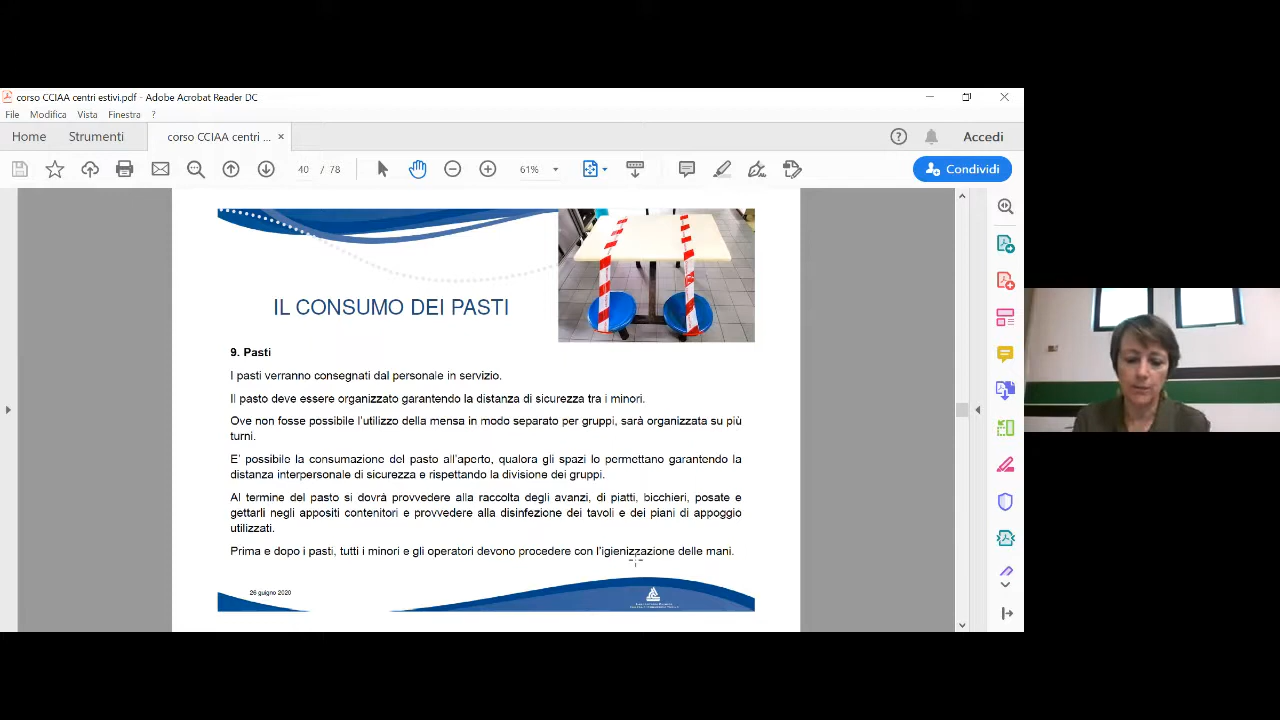 corso CCIAA centri estivi.pdf - Adobe Acrobat Reader DC
File Modifica Vista Finestra ?
Home Strumenti corso CCIAA centri ... × Accedi
40 / 78 61% Condividi
IL CONSUMO DEI PASTI
9. Pasti
I pasti verranno consegnati dal personale in servizio.
Il pasto deve essere organizzato garantendo la distanza di sicurezza tra i minori.
Ove non fosse possibile l'utilizzo della mensa in modo separato per gruppi, sarà organizzata su più
turni.
E' possibile la consumazione del pasto all'aperto, qualora gli spazi lo permettano garantendo la
distanza interpersonale di sicurezza e rispettando la divisione dei gruppi.
Al termine del pasto si dovrà provvedere alla raccolta degli avanzi, di piatti, bicchieri, posate e
gettarli negli appositi contenitori e provvedere alla disinfezione dei tavoli e dei piani di appoggio
utilizzati.
Prima e dopo i pasti, tutti i minori e gli operatori devono procedere con l'igienizzazione delle mani.
26 guigno 2020